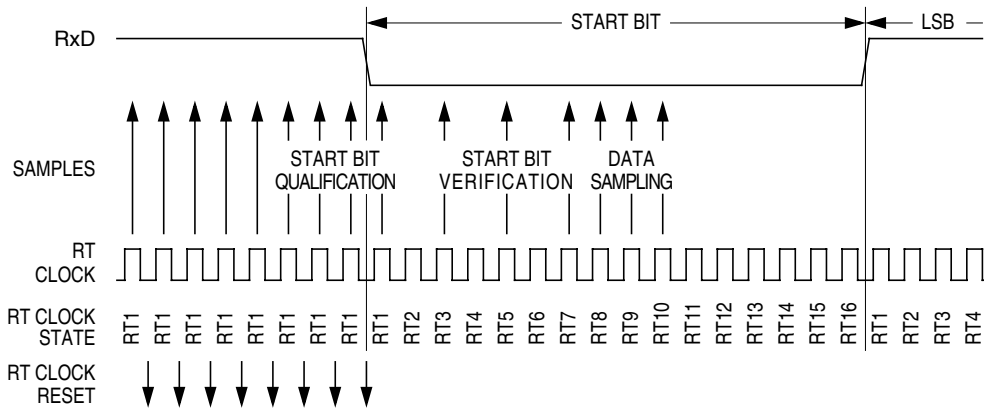 START BIT
LSB
RxD
SAMPLES
START BIT
QUALIFICATION
START BIT
VERIFICATION
DATA
SAMPLING
RT
CLOCK
RT CLOCK
STATE
RT1 RT1 RT1 RT1 RT1 RT1 RT1 RT1 RT1 RT2 RT3 RT4 RT5 RT6 RT7 RT8 RT9 RT10 RT11 RT12 RT13 RT14 RT15 RT16 RT1 RT2 RT3 RT4
RT CLOCK
RESET